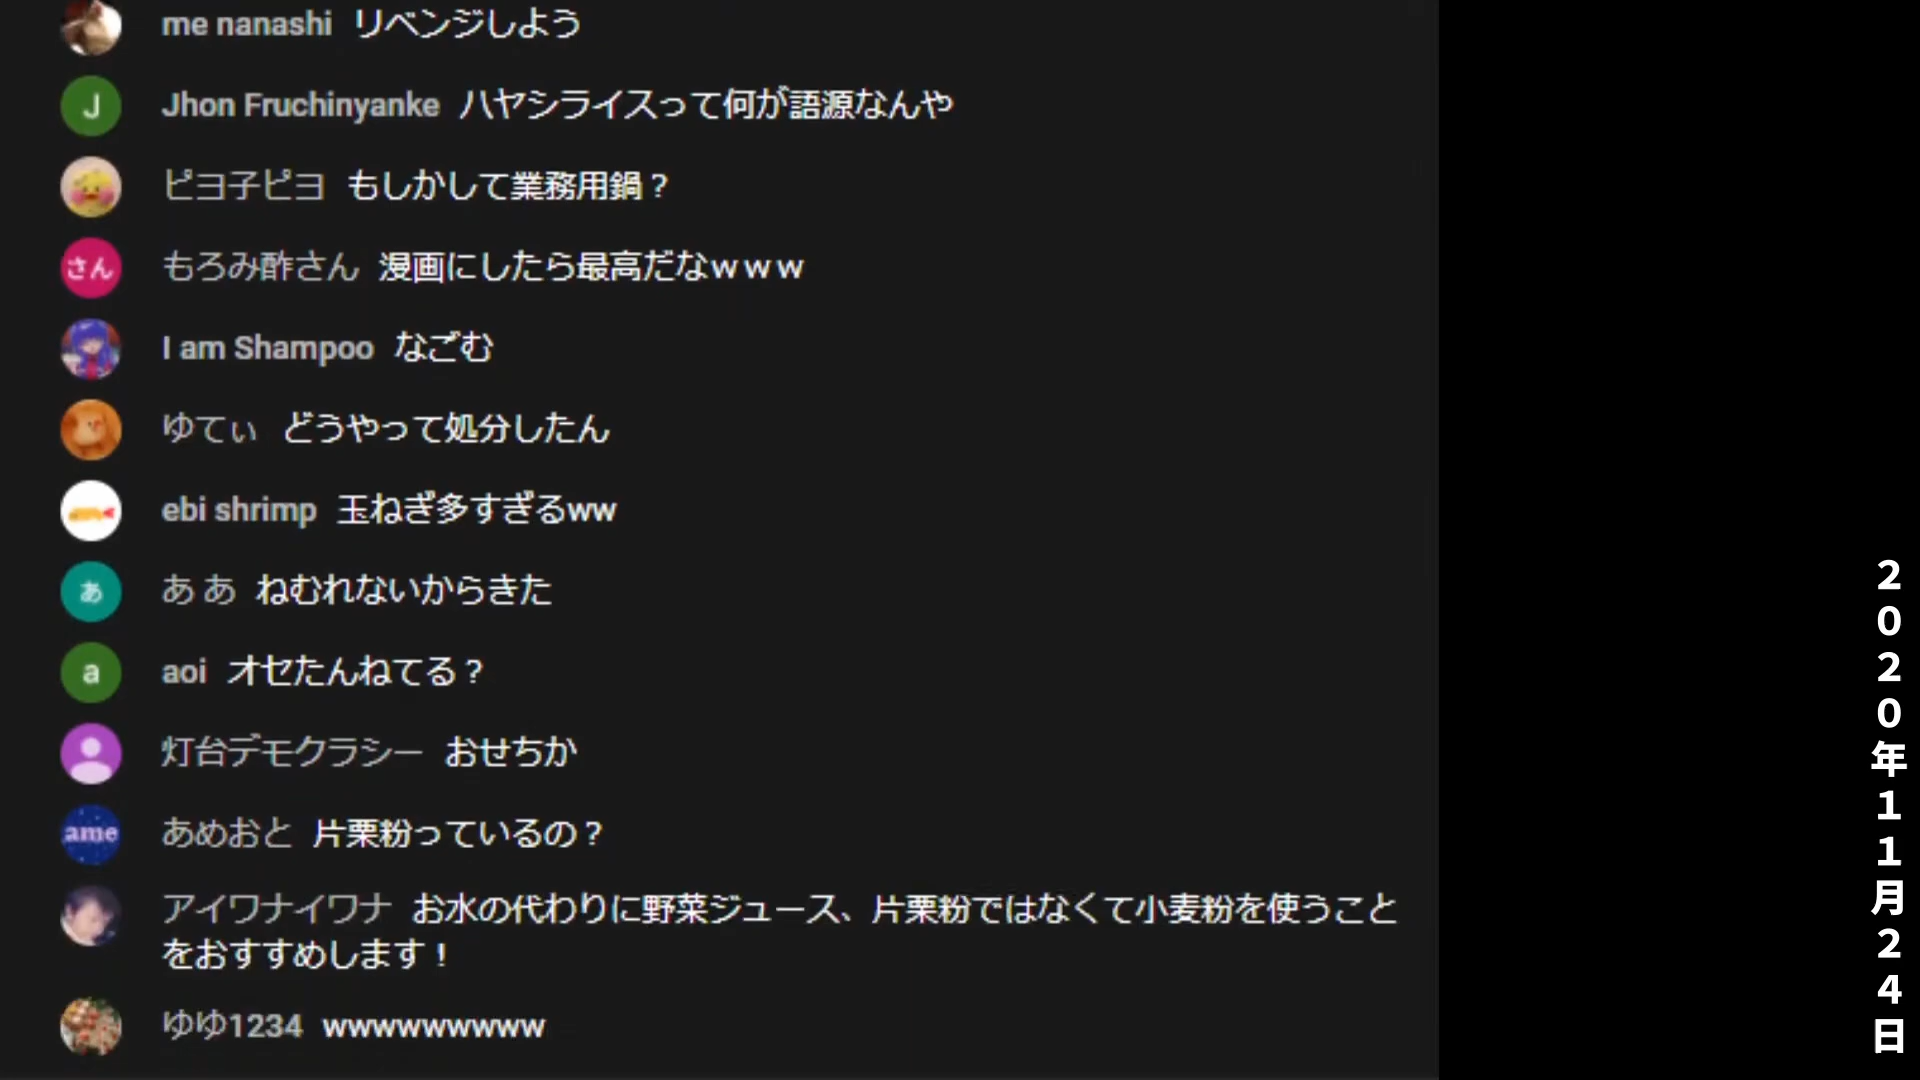 me nanashi リベンジしよう
J Jhon Fruchinyanke ハヤシライスって何が語源なんや
ピヨ子ピヨ もしかして業務用鍋？
さん もろみ酢さん 漫画にしたら最高だなｗｗｗ
I am Shampoo なごむ
ゆてぃ どうやって処分したん
ebi shrimp 玉ねぎ多すぎるww
あ あ あ ねむれないからきた
a aoi オセたんねてる？
灯台デモクラシー おせちか
ame あめおと 片栗粉っているの？
アイワナイワナ お水の代わりに野菜ジュース、片栗粉ではなくて小麦粉を使うこと
をおすすめします！
ゆゆ1234 wwwwwwwww
２０２０年１１月２４日